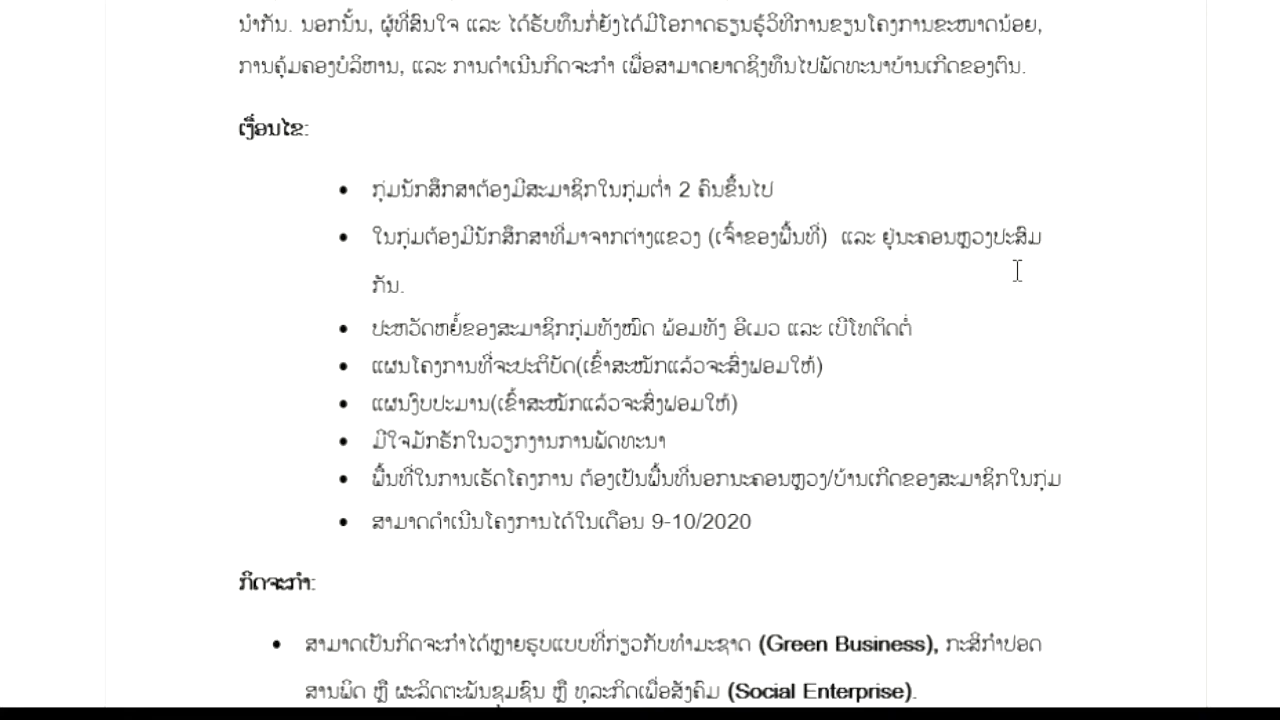 ນຳກັນ. ນອກນັ້ນ, ຜູ້ທີ່ສົນໃຈ ແລະ ໄດ້ຮັບທຶນກໍ່ຍັງໄດ້ມີໂອກາດຮຽນຮູ້ວິທີການຂຽນໂຄງການຂະໜາດນ້ອຍ,
ການຄຸ້ມຄອງບໍລິຫານ, ແລະ ການດຳເນີນກິດຈະກຳ ເພື່ອສາມາດຍາດຊິງທຶນໄປພັດທະນາບ້ານເກີດຂອງຕົນ.
ເງື່ອນໄຂ:
• ກຸ່ມນັກສຶກສາຕ້ອງມີສະມາຊິກໃນກຸ່ມຕ່ຳ 2 ຄົນຂຶ້ນໄປ
• ໃນກຸ່ມຕ້ອງມີນັກສຶກສາທີ່ມາຈາກຕ່າງແຂວງ (ເຈົ້າຂອງພື້ນທີ່) ແລະ ຢູ່ນະຄອນຫຼວງປະສົມ
ກັນ.
• ປະຫວັດຫຍໍ້ຂອງສະມາຊິກກຸ່ມທັງໝົດ ພ້ອມທັງ ອີເມວ ແລະ ເບີໂທຕິດຕໍ່
• ແຜນໂຄງການທີ່ຈະປະຕິບັດ(ເຂົ້າສະໝັກແລ້ວຈະສົ່ງຟອມໃຫ້)
• ແຜນງົບປະມານ(ເຂົ້າສະໝັກແລ້ວຈະສົ່ງຟອມໃຫ້)
• ມີໃຈມັກຮັກໃນວຽກງານການພັດທະນາ
• ພື້ນທີ່ໃນການເຮັດໂຄງການ ຕ້ອງເປັນພື້ນທີ່ນອກນະຄອນຫຼວງ/ບ້ານເກີດຂອງສະມາຊິກໃນກຸ່ມ
• ສາມາດດຳເນີນໂຄງການໄດ້ໃນເດືອນ 9-10/2020
ກິດຈະກຳ:
• ສາມາດເປັນກິດຈະກຳໄດ້ຫຼາຍຮູບແບບທີ່ກ່ຽວກັບທຳມະຊາດ (Green Business), ກະສິກຳປອດ
ສານພິດ ຫຼື ຜະລິດຕະພັນຊຸມຊົນ ຫຼື ທຸລະກິດເພື່ອສັງຄົມ (Social Enterprise).